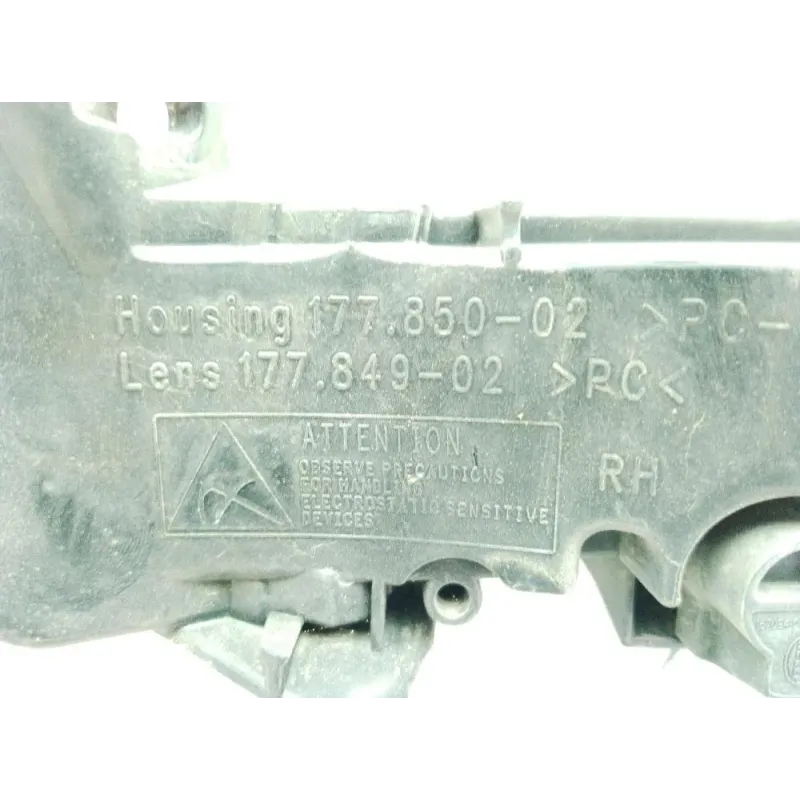 Housing 177.850-02 >PC-
Lens 177.849-02 >PC<
ATTENTION
OBSERVE PRECAUTIONS
FOR HANDLING
ELECTROSTATIC SENSITIVE
DEVICES
RH